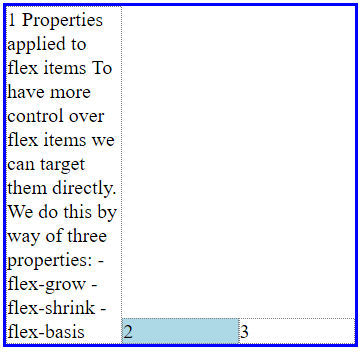 1 Properties
applied to
flex items To
have more
control over
flex items we
can target
them directly.
We do this by
way of three
properties: -
flex-grow -
flex-shrink -
flex-basis
2
3